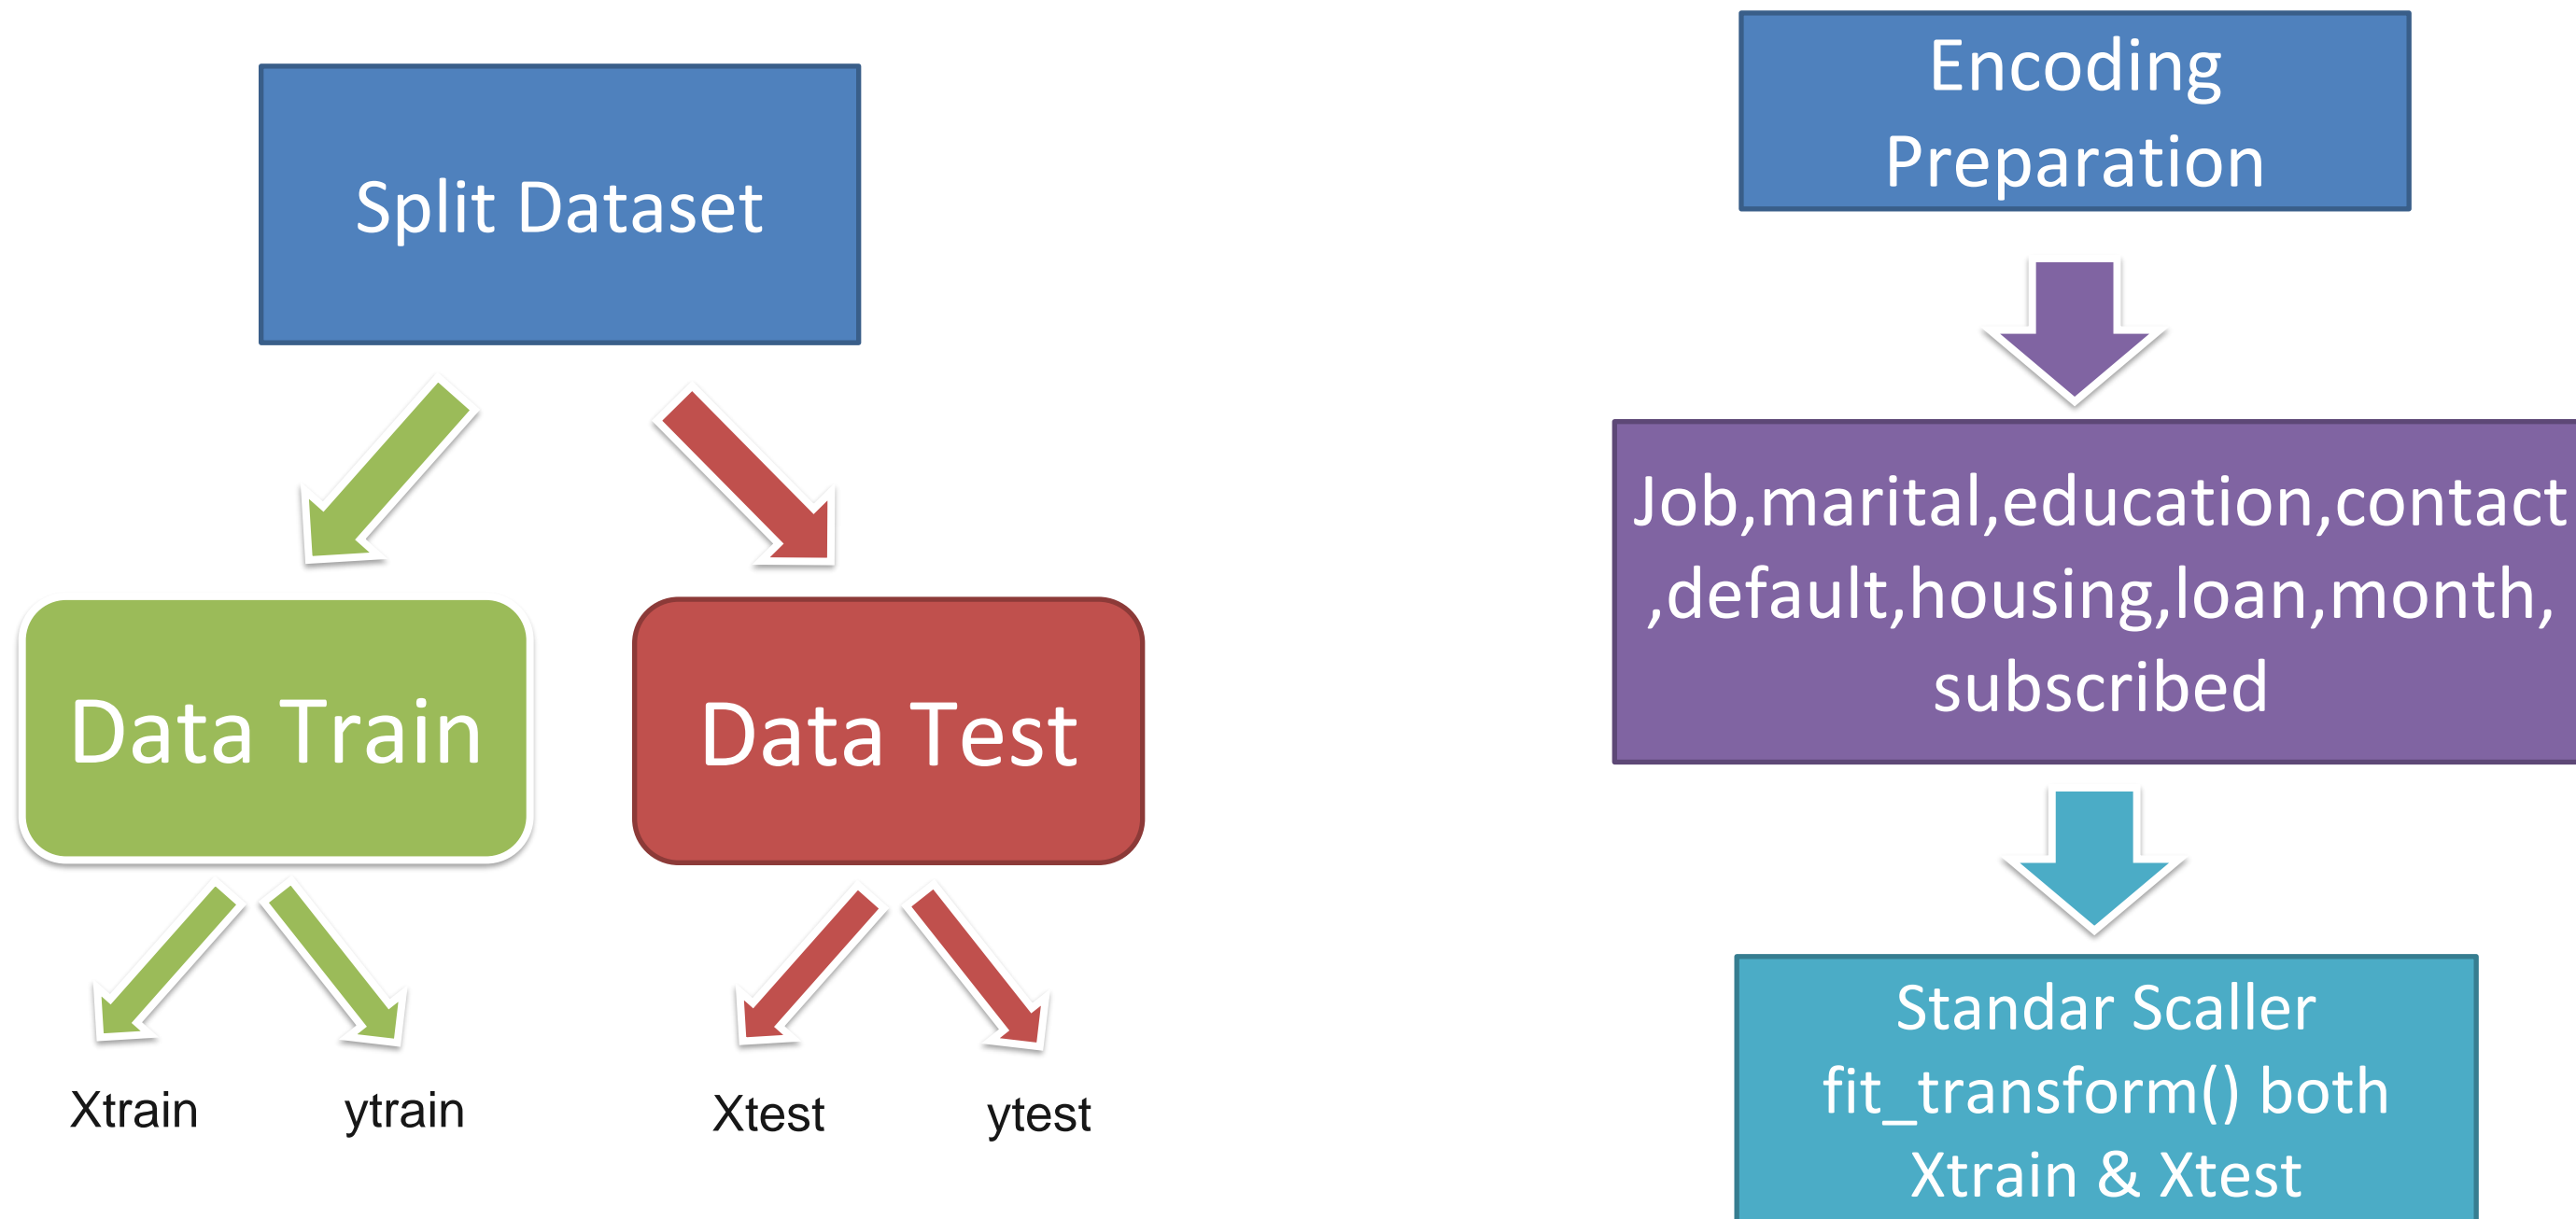 Split Dataset
Data Train
Data Test
Xtrain
ytrain
Xtest
ytest
Encoding
Preparation
Job,marital,education,contact
,default,housing,loan,month,
subscribed
Standar Scaller
fit_transform() both
Xtrain & Xtest